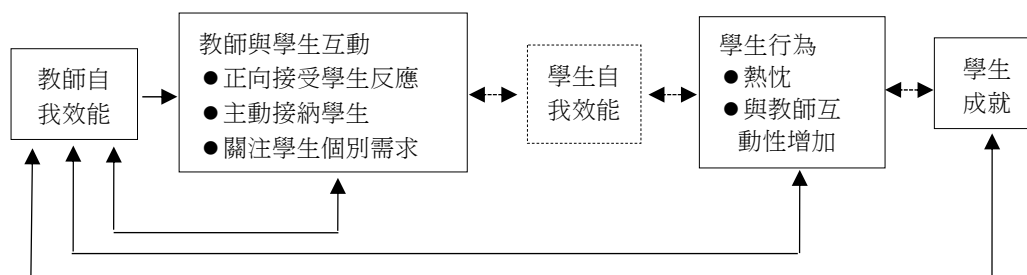 教師自
我效能
教師與學生互動
●正向接受學生反應
●主動接納學生
●關注學生個別需求
學生自
我效能
學生行為
●熱忱
●與教師互
動性增加
學生
成就